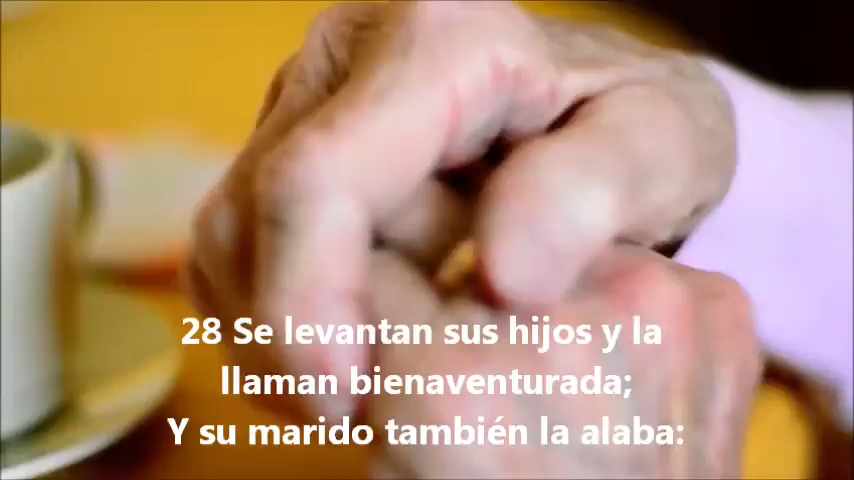 28 Se levantan sus hijos y la
llaman bienaventurada;
Y su marido también la alaba: